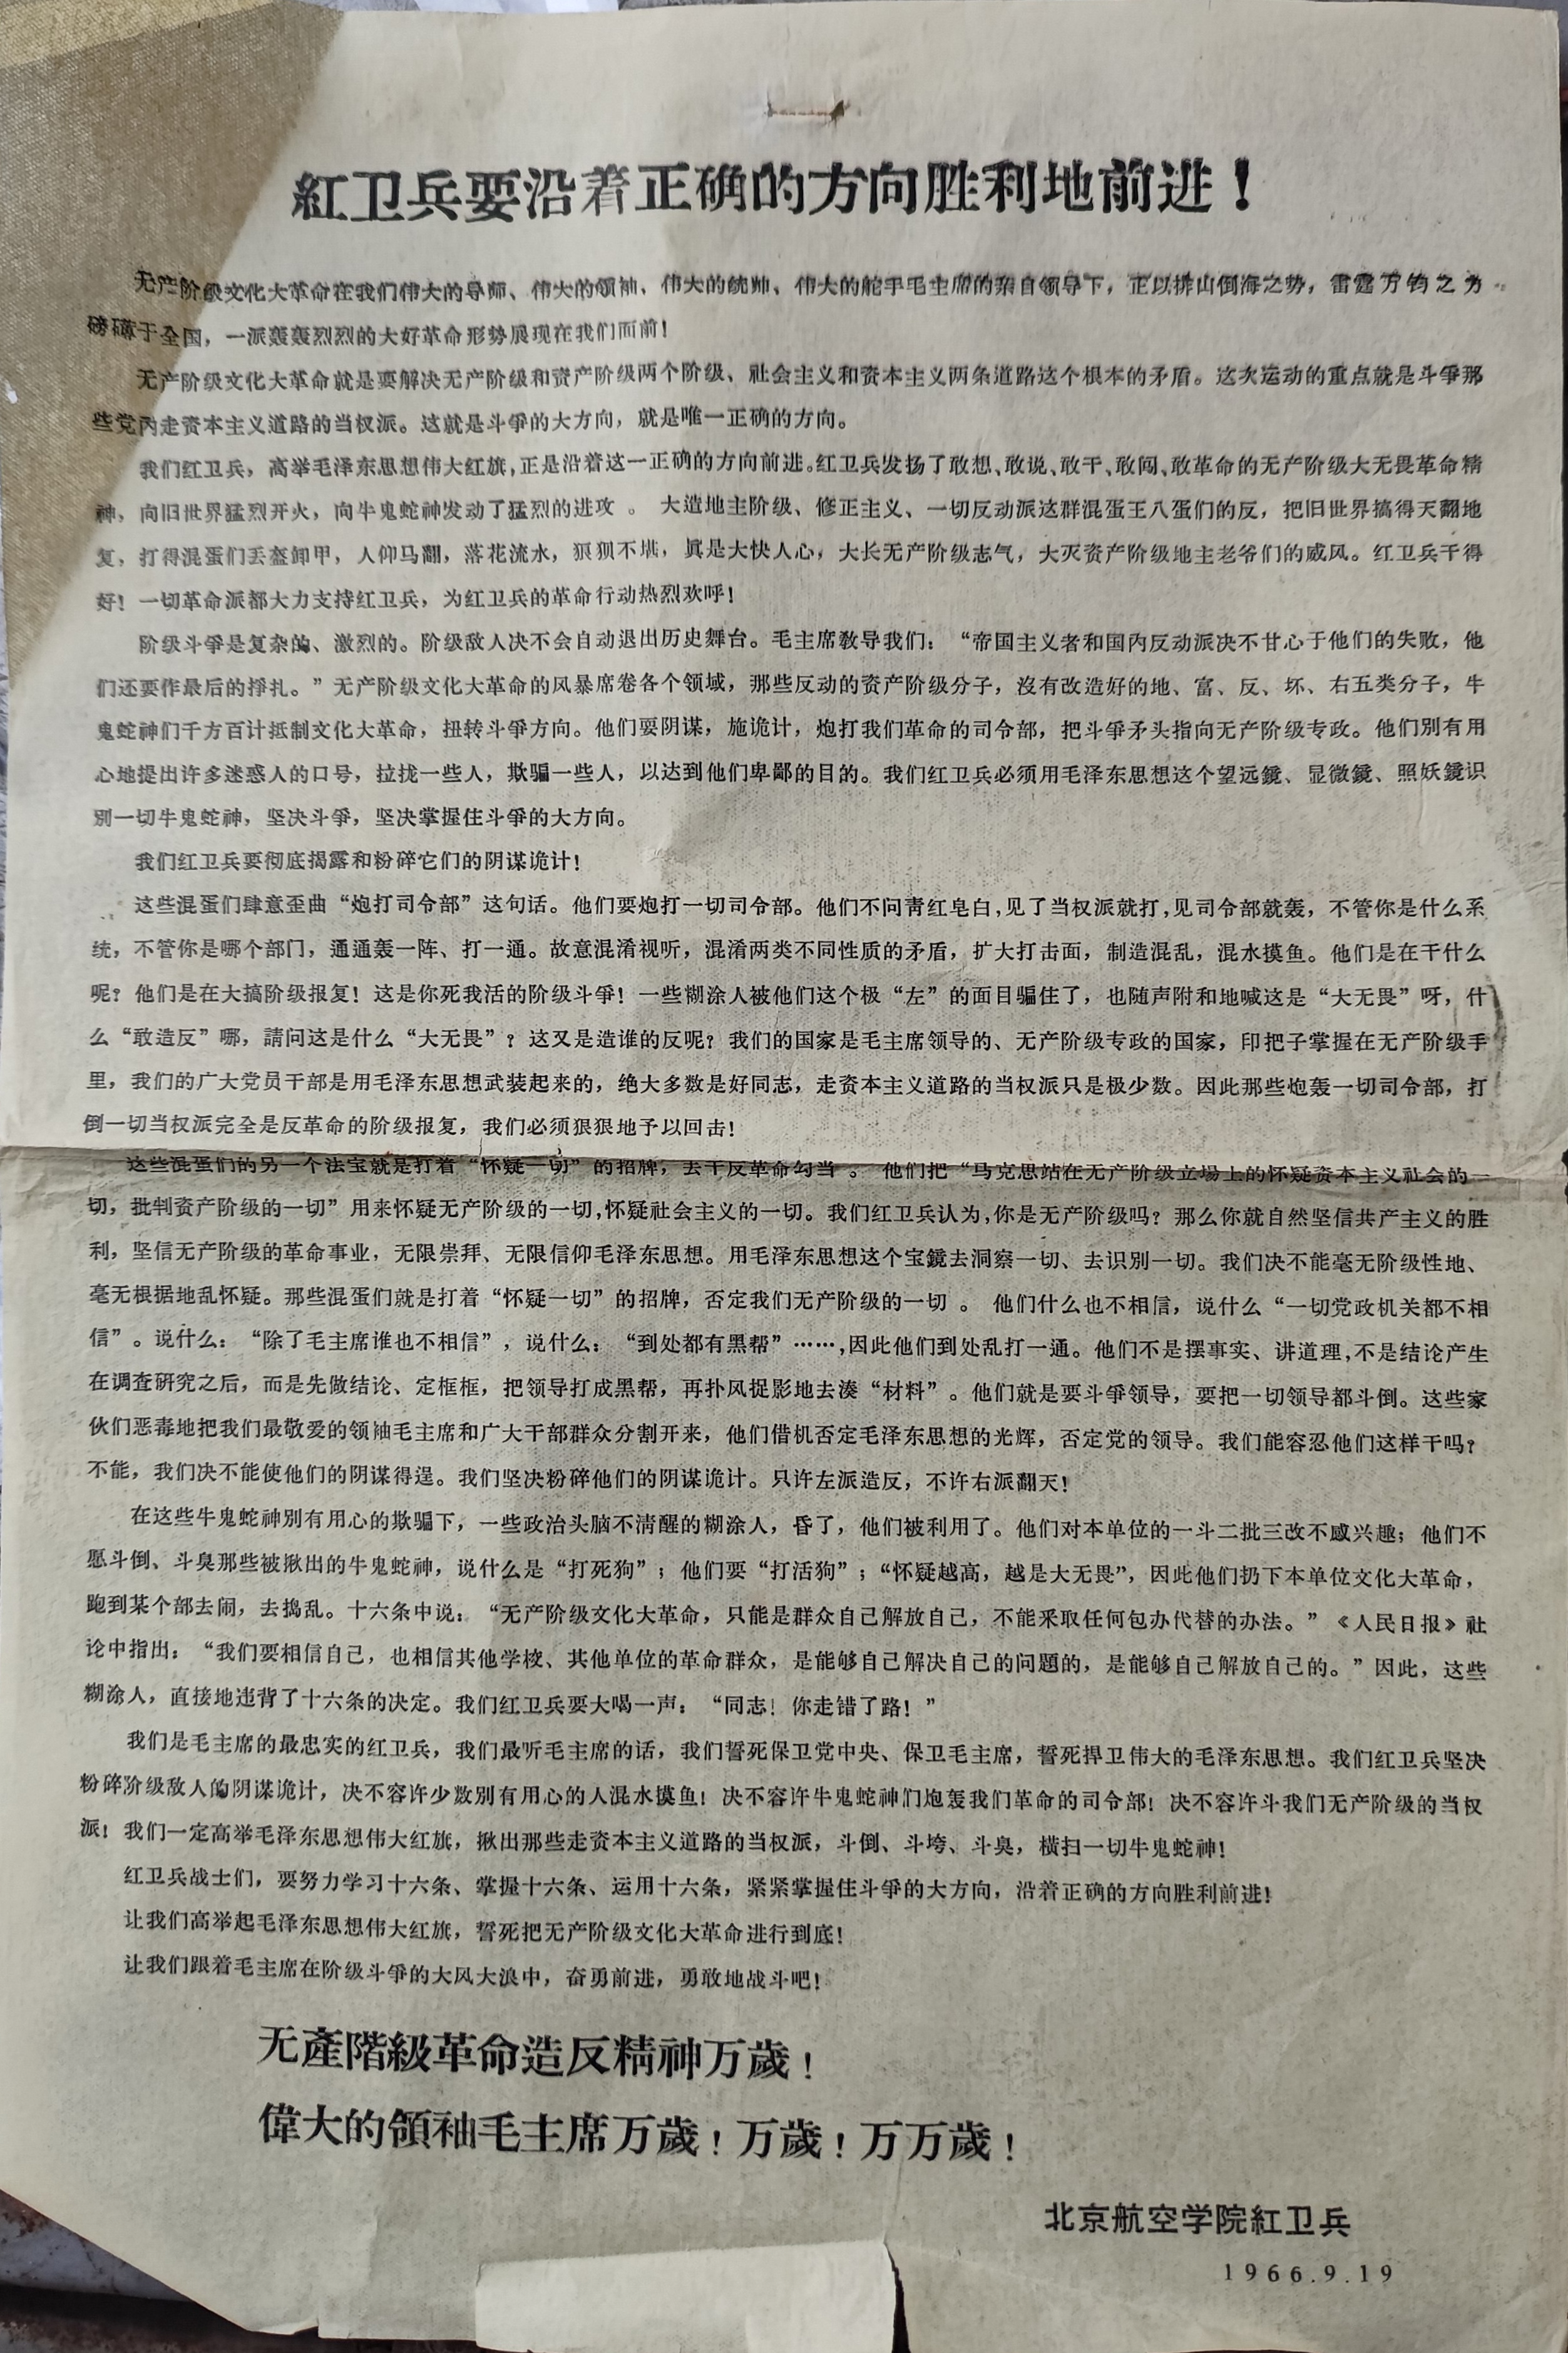 紅卫兵要沿着正确的方向胜利地前进！
无产阶级文化大革命在我们伟大的导师、伟大的领袖、伟大的统帅、伟大的舵手毛主席的亲自领导下，正以排山倒海之势，雷霆万钧之力
磅礴于全国，一派轰轰烈烈的大好革命形势展现在我们面前！
无产阶级文化大革命就是要解决无产阶级和资产阶级两个阶级、社会主义和资本主义两条道路这个根本的矛盾。这次运动的重点就是斗爭那
些党内走资本主义道路的当权派。这就是斗爭的大方向，就是唯一正确的方向。
我们红卫兵，高举毛泽东思想伟大红旗，正是沿着这一正确的方向前进。红卫兵发扬了敢想、敢说、敢干、敢闯、敢革命的无产阶级大无畏革命精
神，向旧世界猛烈开火，向牛鬼蛇神发动了猛烈的进攻 。 大造地主阶级、修正主义、一切反动派这群混蛋王八蛋们的反，把旧世界搞得天翻地
复，打得混蛋们丢盔卸甲，人仰马翻，落花流水，狼狈不堪，眞是大快人心，大长无产阶级志气，大灭资产阶级地主老爷们的威风。红卫兵干得
好！一切革命派都大力支持红卫兵，为红卫兵的革命行动热烈欢呼！
阶级斗爭是复杂的、激烈的。阶级敌人决不会自动退出历史舞台。毛主席教导我们：“帝国主义者和国内反动派决不甘心于他们的失败，他
们还要作最后的挣扎。”无产阶级文化大革命的风暴席卷各个领域，那些反动的资产阶级分子，沒有改造好的地、富、反、坏、右五类分子，牛
鬼蛇神们千方百计抵制文化大革命，扭转斗爭方向。他们耍阴谋，施诡计，炮打我们革命的司令部，把斗爭矛头指向无产阶级专政。他们别有用
心地提出许多迷惑人的口号，拉拢一些人，欺骗一些人，以达到他们卑鄙的目的。我们红卫兵必须用毛泽东思想这个望远鏡、显微鏡、照妖鏡识
别一切牛鬼蛇神，坚决斗爭，坚决掌握住斗爭的大方向。
我们红卫兵要彻底揭露和粉碎它们的阴谋诡计！
这些混蛋们肆意歪曲“炮打司令部”这句话。他们要炮打一切司令部。他们不问青红皂白，见了当权派就打，见司令部就轰，不管你是什么系
统，不管你是哪个部门，通通轰一阵、打一通。故意混淆视听，混淆两类不同性质的矛盾，扩大打击面，制造混乱，混水摸鱼。他们是在干什么
呢？他们是在大搞阶级报复！这是你死我活的阶级斗爭！一些糊涂人被他们这个极“左”的面目骗住了，也随声附和地喊这是“大无畏”呀，什
么“敢造反”哪，請问这是什么“大无畏”？这又是造谁的反呢？我们的国家是毛主席领导的、无产阶级专政的国家，印把子掌握在无产阶级手
里，我们的广大党员干部是用毛泽东思想武装起来的，绝大多数是好同志，走资本主义道路的当权派只是极少数。因此那些炮轰一切司令部，打
倒一切当权派完全是反革命的阶级报复，我们必须狠狠地予以回击！
这些混蛋们的另一个法宝就是打着“怀疑一切”的招牌，去干反革命勾当 。 他们把“马克思站在无产阶级立場上的怀疑资本主义社会的一
切，批判资产阶级的一切”用来怀疑无产阶级的一切，怀疑社会主义的一切。我们红卫兵认为，你是无产阶级吗？那么你就自然坚信共产主义的胜
利，坚信无产阶级的革命事业，无限崇拜、无限信仰毛泽东思想。用毛泽东思想这个宝鏡去洞察一切、去识别一切。我们决不能毫无阶级性地、
毫无根据地乱怀疑。那些混蛋们就是打着“怀疑一切”的招牌，否定我们无产阶级的一切 。 他们什么也不相信，说什么“一切党政机关都不相
信”。说什么：“除了毛主席谁也不相信”，说什么：“到处都有黑帮”……，因此他们到处乱打一通。他们不是摆事实、讲道理，不是结论产生
在调查研究之后，而是先做结论、定框框，把领导打成黑帮，再扑风捉影地去湊“材料”。他们就是要斗爭领导，要把一切领导都斗倒。这些家
伙们恶毒地把我们最敬爱的领袖毛主席和广大干部群众分割开来，他们借机否定毛泽东思想的光辉，否定党的领导。我们能容忍他们这样干吗？
不能，我们决不能使他们的阴谋得逞。我们坚决粉碎他们的阴谋诡计。只许左派造反，不许右派翻天！
在这些牛鬼蛇神别有用心的欺骗下，一些政治头脑不清醒的糊涂人，昏了，他们被利用了。他们对本单位的一斗二批三改不感兴趣；他们不
愿斗倒、斗臭那些被揪出的牛鬼蛇神，说什么是“打死狗”；他们要“打活狗”；“怀疑越高，越是大无畏”，因此他们扔下本单位文化大革命，
跑到某个部去闹，去捣乱。十六条中说：“无产阶级文化大革命，只能是群众自己解放自己，不能釆取任何包办代替的办法。”《人民日报》社
论中指出：“我们要相信自己，也相信其他学校、其他单位的革命群众，是能够自己解决自己的问題的，是能够自己解放自己的。”因此，这些
糊涂人，直接地违背了十六条的决定。我们红卫兵要大喝一声：“同志！你走错了路！”
我们是毛主席的最忠实的红卫兵，我们最听毛主席的话，我们誓死保卫党中央、保卫毛主席，誓死捍卫伟大的毛泽东思想。我们红卫兵坚决
粉碎阶级敌人的阴谋诡计，决不容许少数别有用心的人混水摸鱼！决不容许牛鬼蛇神们炮轰我们革命的司令部！决不容许斗我们无产阶级的当权
派！我们一定高举毛泽东思想伟大红旗，揪出那些走资本主义道路的当权派，斗倒、斗垮、斗臭，橫扫一切牛鬼蛇神！
红卫兵战士们，要努力学习十六条、掌握十六条、运用十六条，紧紧掌握住斗爭的大方向，沿着正确的方向胜利前进！
让我们高举起毛泽东思想伟大红旗，誓死把无产阶级文化大革命进行到底！
让我们跟着毛主席在阶级斗爭的大风大浪中，奋勇前进，勇敢地战斗吧！
无產階級革命造反精神万歲！
偉大的領袖毛主席万歲！万歲！万万歲！
北京航空学院紅卫兵
1966.9.19